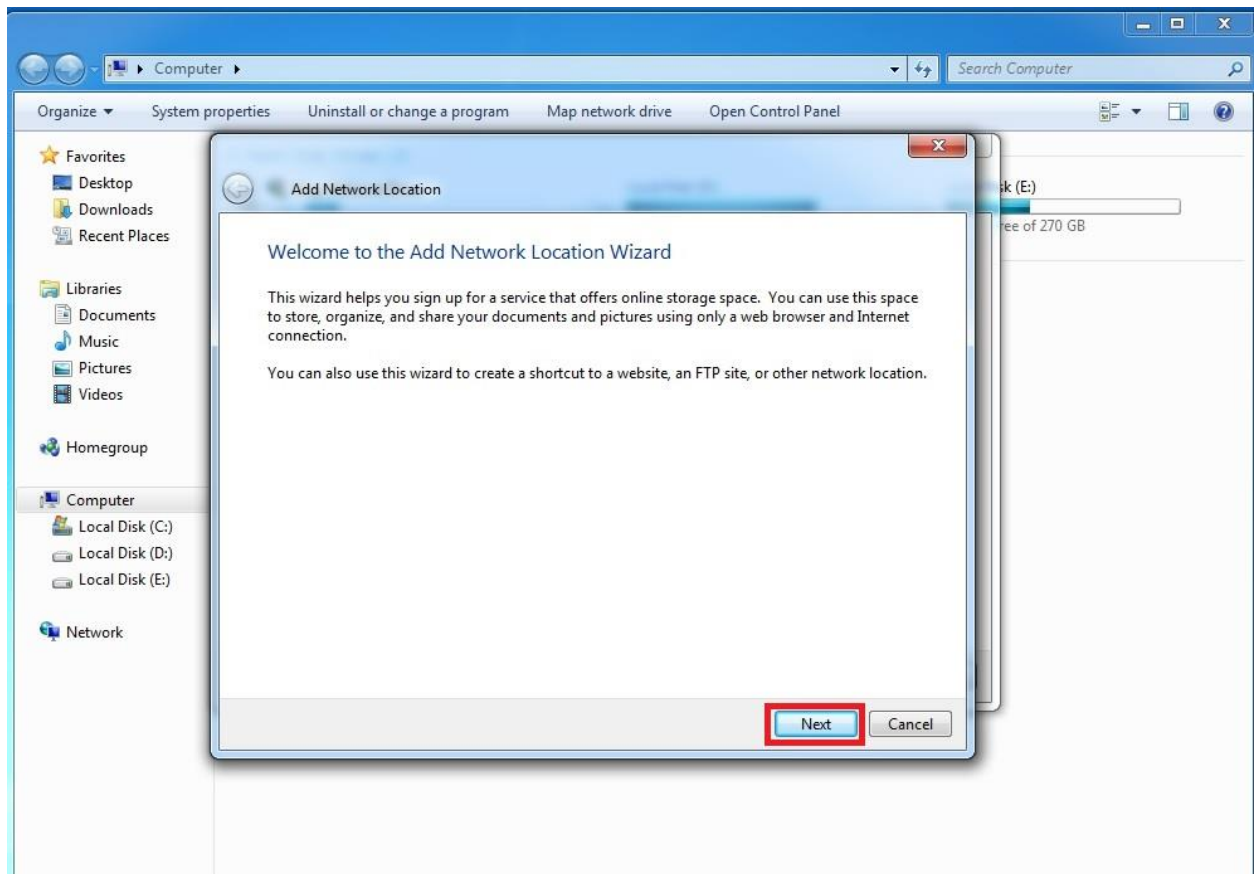 Computer
Search Computer
Organize System properties Uninstall or change a program Map network drive Open Control Panel
Favorites
Desktop
Downloads
Recent Places
Libraries
Documents
Music
Pictures
Videos
Homegroup
Computer
Local Disk (C:)
Local Disk (D:)
Local Disk (E:)
Network
sk (E:)
ree of 270 GB
Add Network Location
Welcome to the Add Network Location Wizard
This wizard helps you sign up for a service that offers online storage space. You can use this space
to store, organize, and share your documents and pictures using only a web browser and Internet
connection.
You can also use this wizard to create a shortcut to a website, an FTP site, or other network location.
Next Cancel